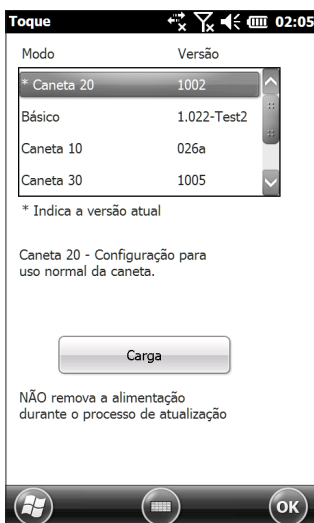 Toque 02:05
Modo Versão
* Caneta 20 1002
Básico 1.022-Test2
Caneta 10 026a
Caneta 30 1005
* Indica a versão atual
Caneta 20 - Configuração para
uso normal da caneta.
Carga
NÃO remova a alimentação
durante o processo de atualização
OK